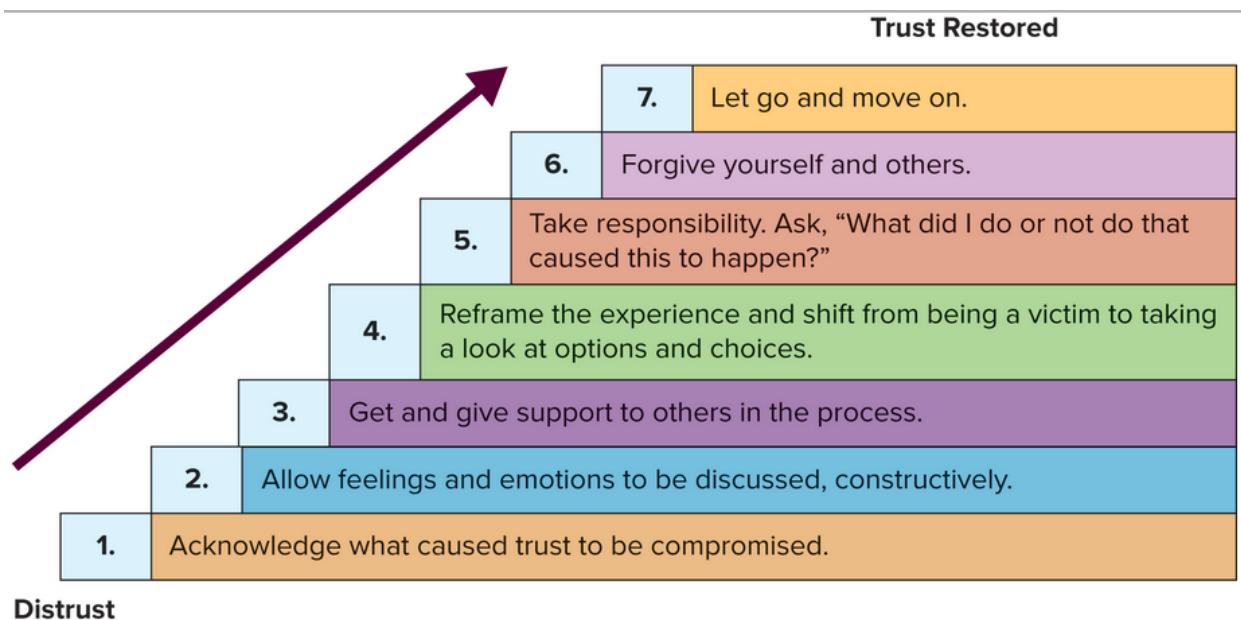 Trust Restored
7. Let go and move on.
6. Forgive yourself and others.
5. Take responsibility. Ask, “What did I do or not do that
caused this to happen?”
4. Reframe the experience and shift from being a victim to taking
a look at options and choices.
3. Get and give support to others in the process.
2. Allow feelings and emotions to be discussed, constructively.
1. Acknowledge what caused trust to be compromised.
Distrust